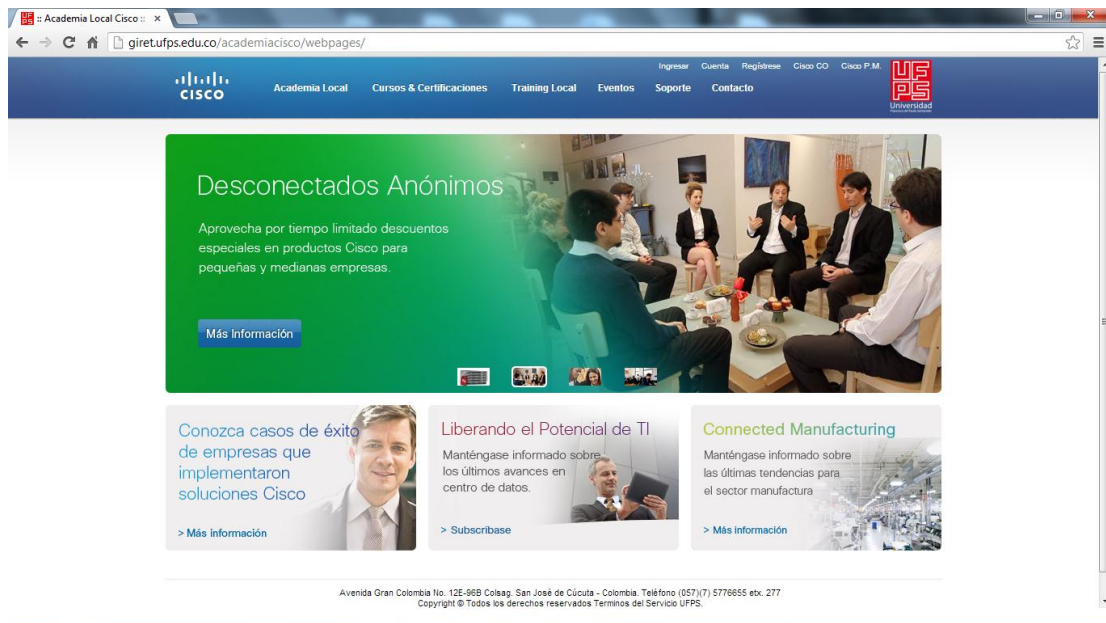 :: Academia Local Cisco ::
giret.ufps.edu.co/academiacisco/webpages/
Ingresar Cuenta Regístrese Cisco CO Cisco P.M.
CISCO
Academia Local Cursos & Certificaciones Training Local Eventos Soporte Contacto
UFPS
Universidad
Desconectados Anónimos
Aprovecha por tiempo limitado descuentos
especiales en productos Cisco para
pequeñas y medianas empresas.
Más Información
Conozca casos de éxito
de empresas que
implementaron
soluciones Cisco
> Más información
Liberando el Potencial de TI
Manténgase informado sobre
los últimos avances en
centro de datos.
> Subscríbase
Connected Manufacturing
Manténgase informado sobre
las últimas tendencias para
el sector manufactura
> Más información
Avenida Gran Colombia No. 12E-96B Colsag. San Josè de Cúcuta - Colombia. Teléfono (057)(7) 5776655 etx. 277
Copyright © Todos los derechos reservados Terminos del Servicio UFPS.